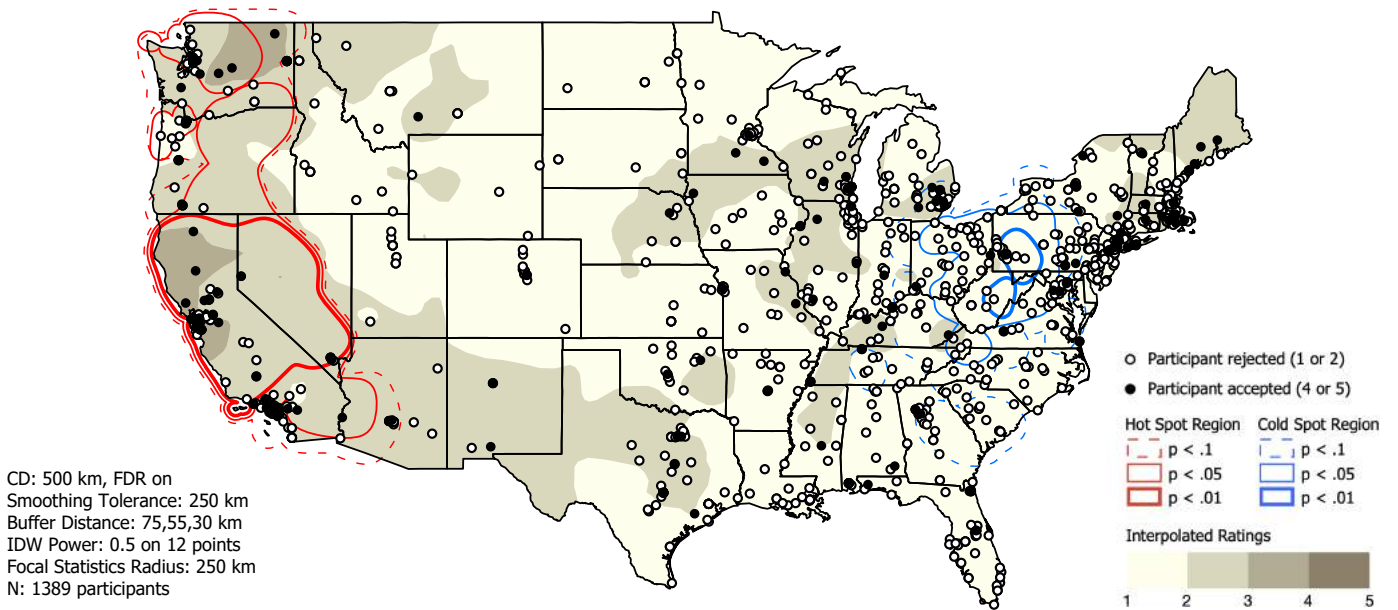 Participant rejected (1 or 2)
Participant accepted (4 or 5)
Hot Spot Region Cold Spot Region
p < .1 p < .1
p < .05 p < .05
p < .01 p < .01
Interpolated Ratings
1 2 3 4 5
CD: 500 km, FDR on
Smoothing Tolerance: 250 km
Buffer Distance: 75,55,30 km
IDW Power: 0.5 on 12 points
Focal Statistics Radius: 250 km
N: 1389 participants